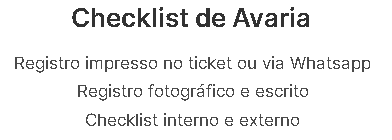 Checklist de Avaria
Registro impresso no ticket ou via Whatsapp
Registro fotográfico e escrito
Checklist interno e externo